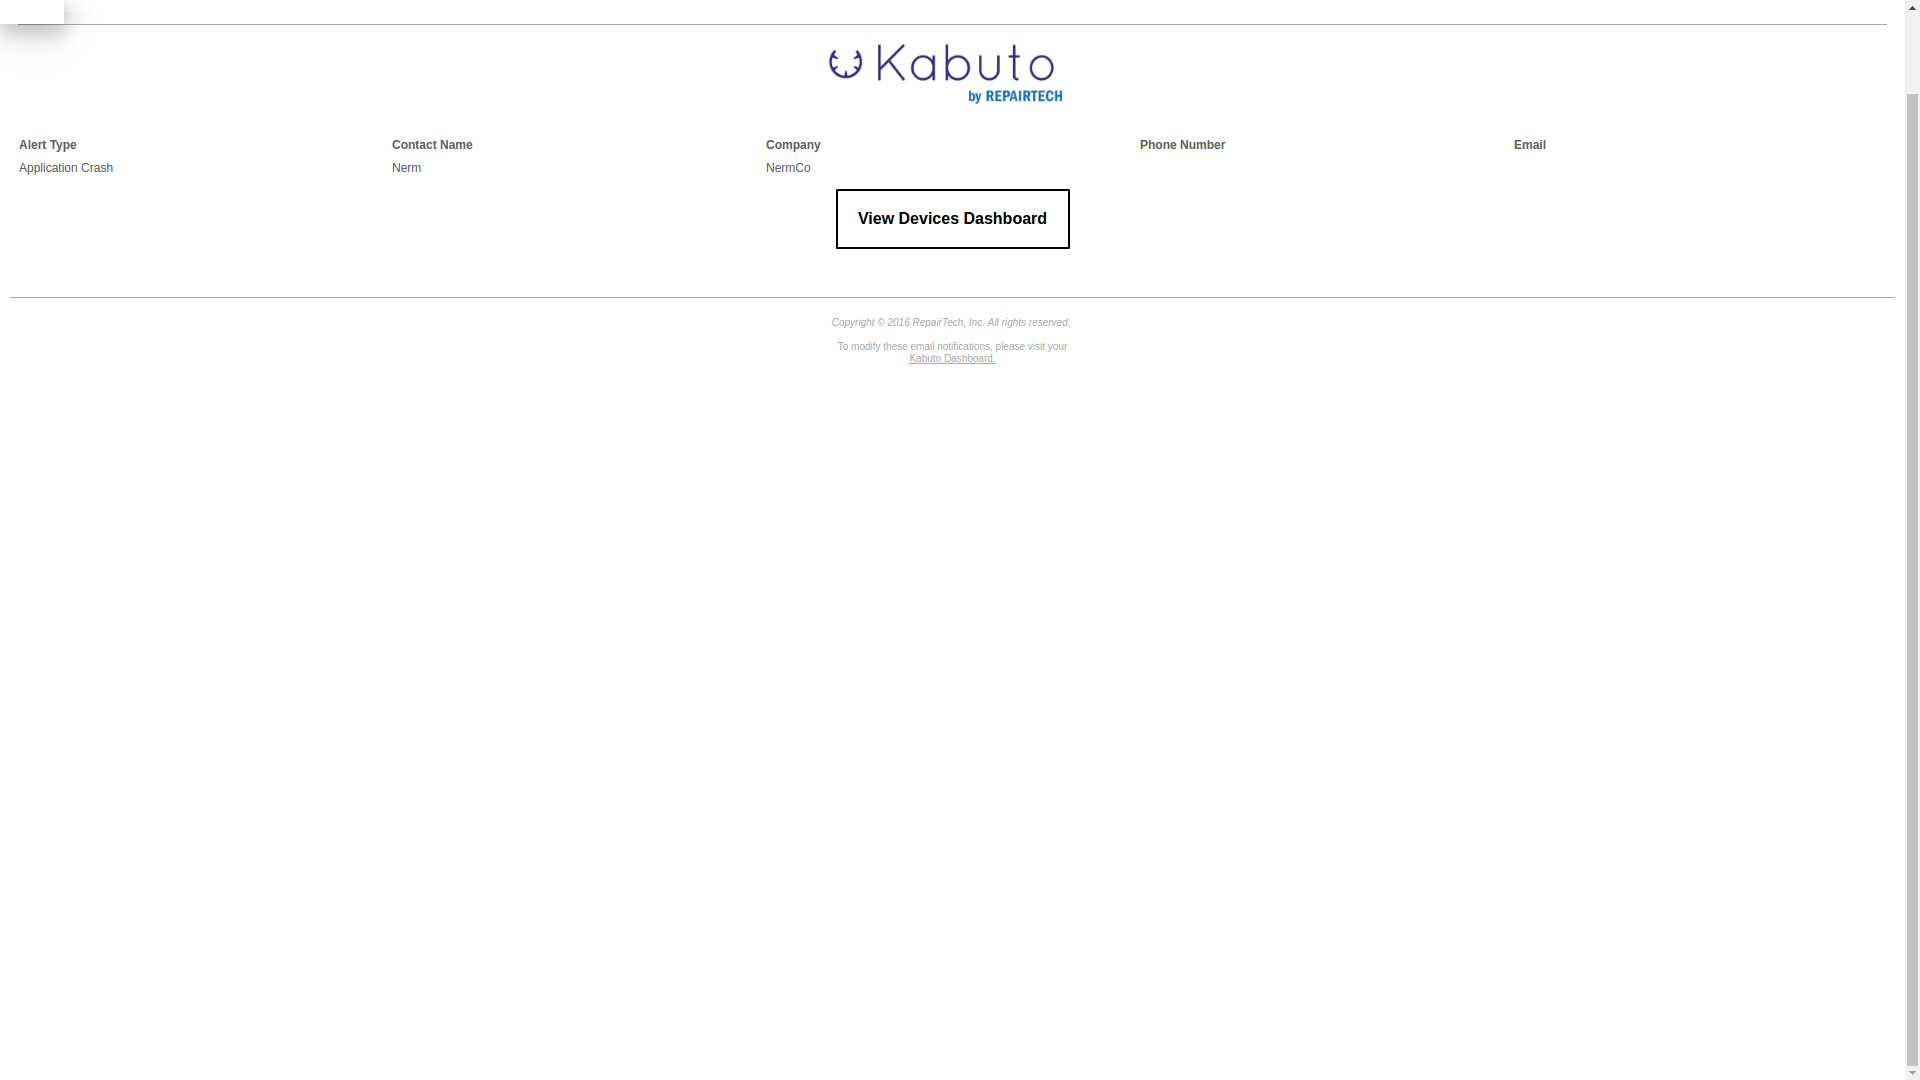 Kabuto
by REPAIRTECH
Alert Type Contact Name Company Phone Number Email
Application Crash Nerm NermCo
View Devices Dashboard
Copyright © 2016 RepairTech, Inc. All rights reserved.
To modify these email notifications, please visit your
Kabuto Dashboard.